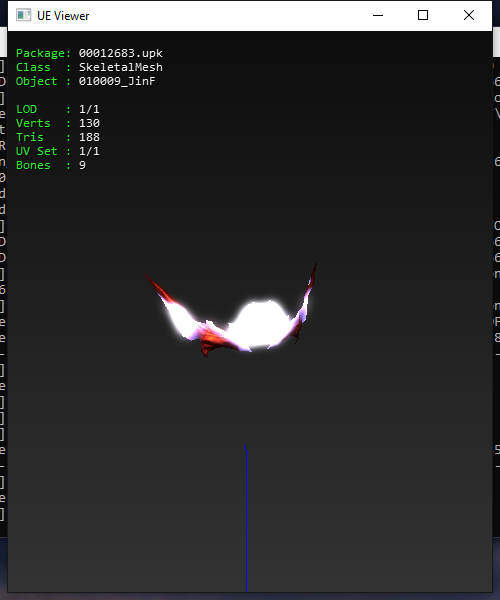 UE Viewer
Package: 00012683.upk
Class : SkeletalMesh
Object : 010009_JinF
LOD : 1/1
Verts : 130
Tris : 188
UV Set : 1/1
Bones : 9